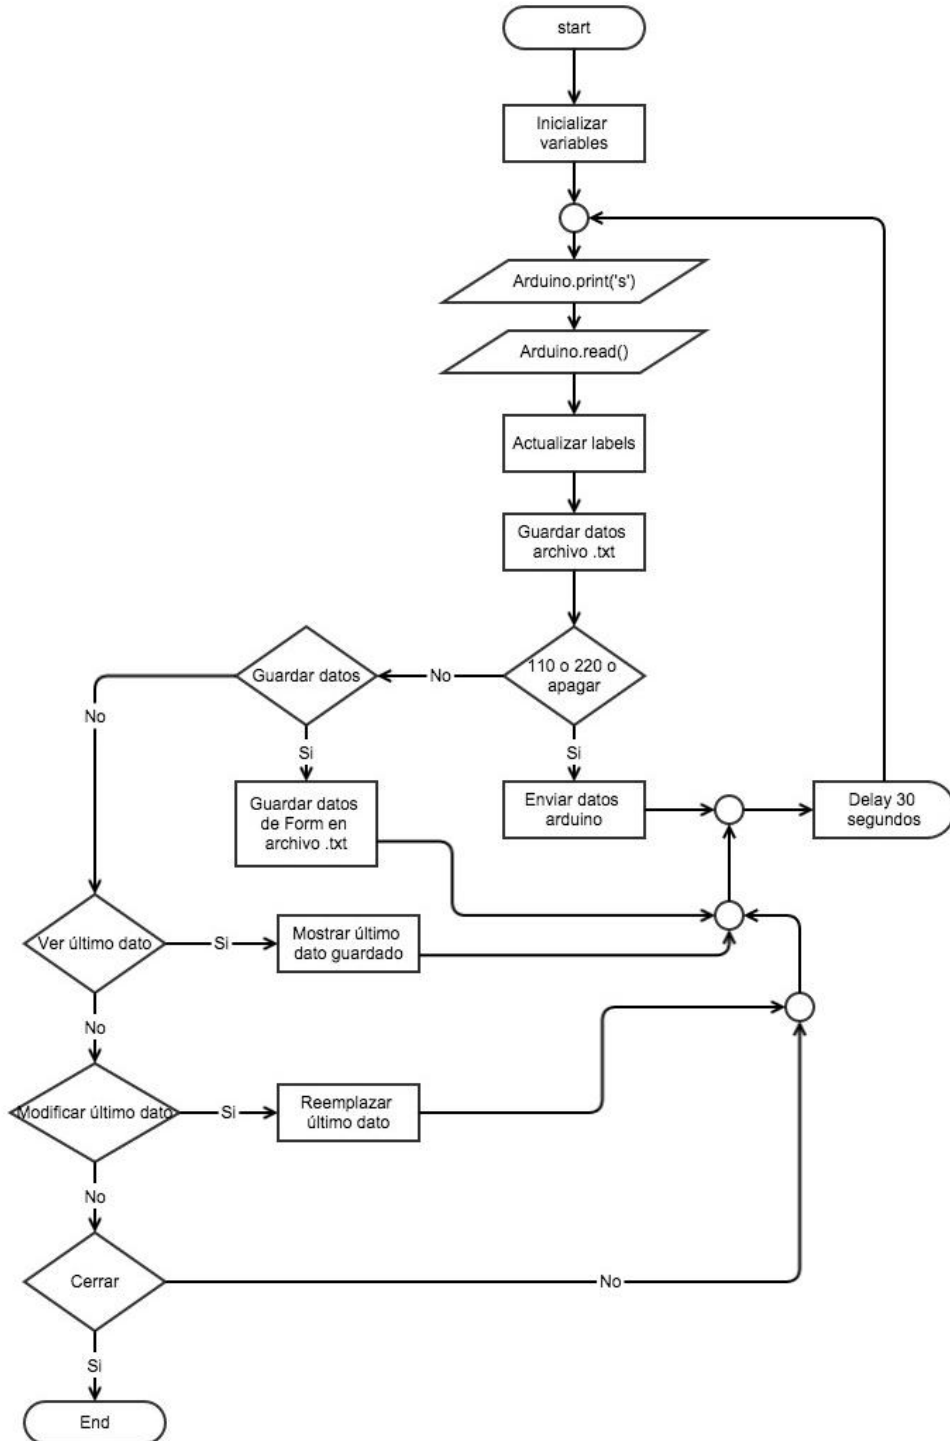 start
Inicializar
variables
Arduino.print('s')
Arduino.read()
Actualizar labels
Guardar datos
archivo .txt
110 o 220 o
apagar
No
Guardar datos
No
Si
Si
Guardar datos
de Form en
archivo .txt
Enviar datos
arduino
Delay 30
segundos
Ver último dato
Si
Mostrar último
dato guardado
No
Modificar último dato
Si
Reemplazar
último dato
No
Cerrar
No
Si
End